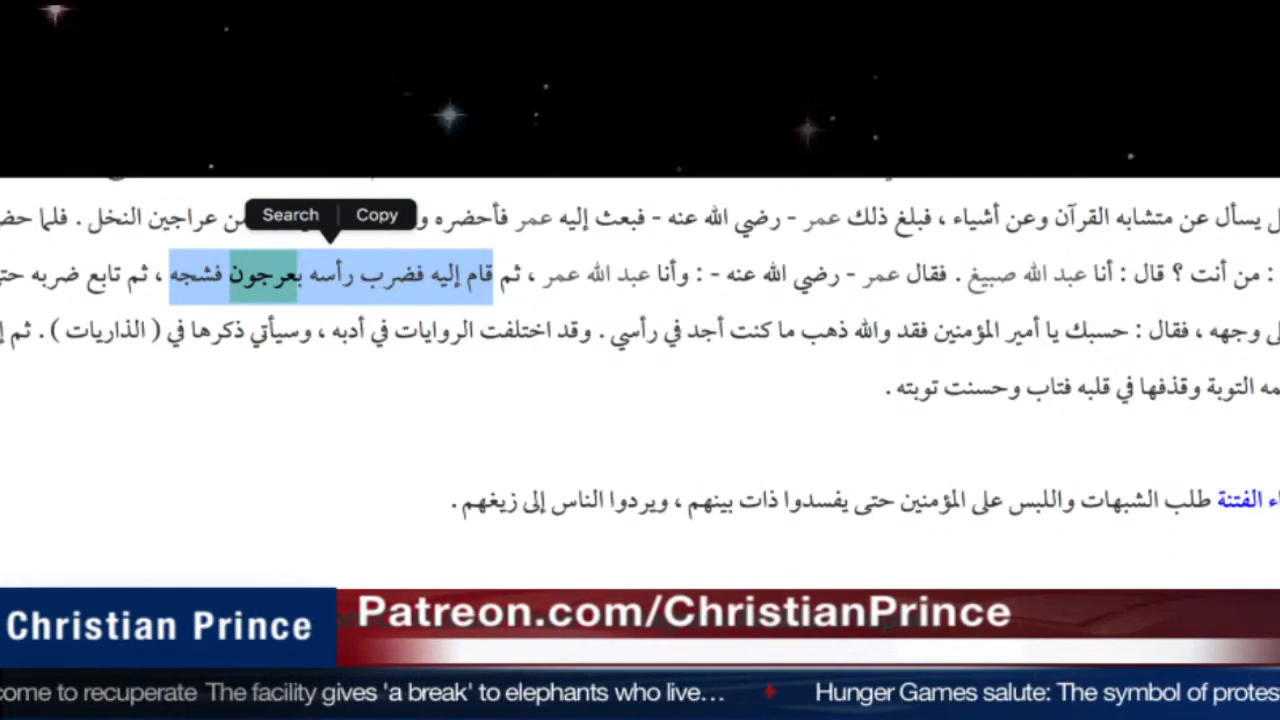 Search Copy
يسأل عن متشابه القرآن وعن أشياء ، فبلغ ذلك عمر - رضي الله عنه - فبعث إليه عمر فأحضره عراجين النخل . فلما
: من أنت ؟ قال : أنا عبد الله صبيغ . فقال عمر - رضي الله عنه - : وأنا عبد الله عمر ، ثم قام إليه فضرب رأسه بعرجون فشجه ، ثم تابع ضربه
وجهه ، فقال : حسبك يا أمير المؤمنين فقد والله ذهب ما كنت أجد في رأسي . وقد اختلفت الروايات في أدبه ، وسيأتي ذكرها في ( الذاريات ) . ثم
التوبة وقذفها في قلبه فتاب وحسنت توبته .
الفتنة طلب الشبهات واللبس على المؤمنين حتى يفسدوا ذات بينهم ، ويردوا الناس إلى زيغهم .
Christian Prince
Patreon.com/ChristianPrince
come to recuperate The facility gives 'a break' to elephants who live… Hunger Games salute: The symbol of protes